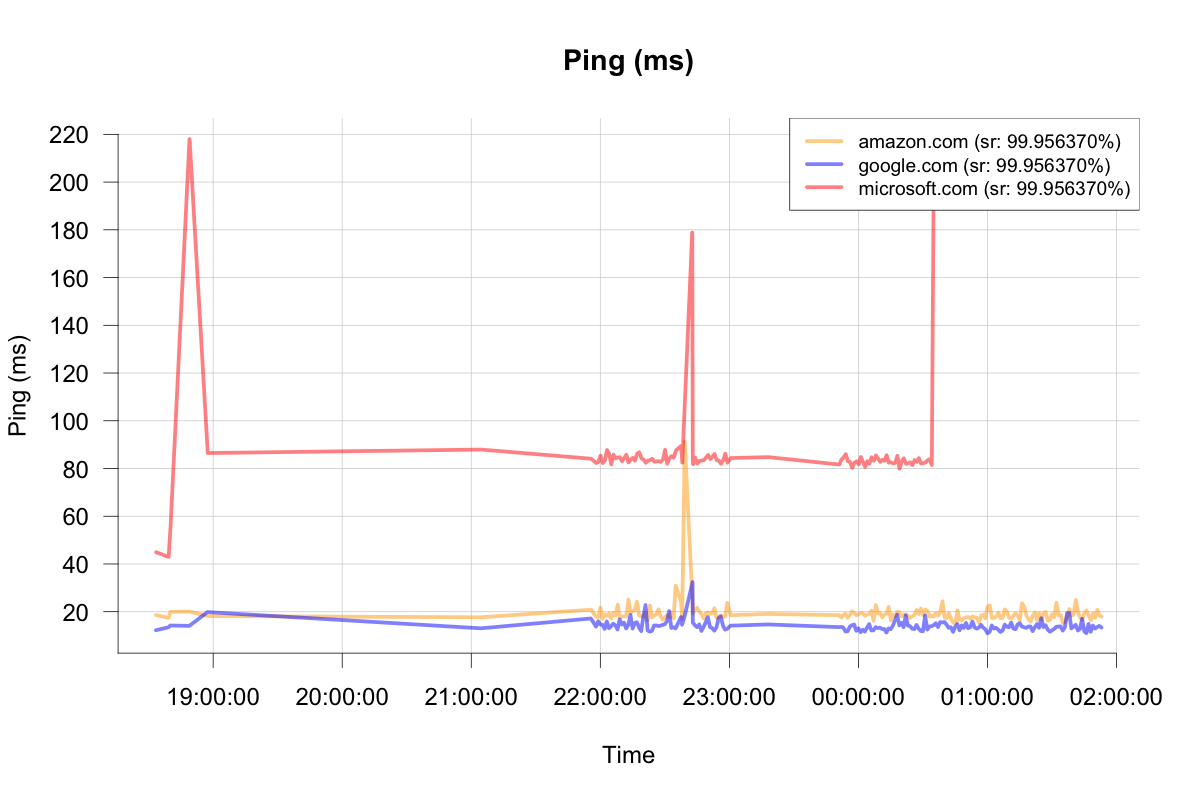 Ping (ms)
amazon.com (sr: 99.956370%)
google.com (sr: 99.956370%)
microsoft.com (sr: 99.956370%)
220
200
180
160
140
120
100
80
60
40
20
Ping (ms)
19:00:00 20:00:00 21:00:00 22:00:00 23:00:00 00:00:00 01:00:00 02:00:00
Time